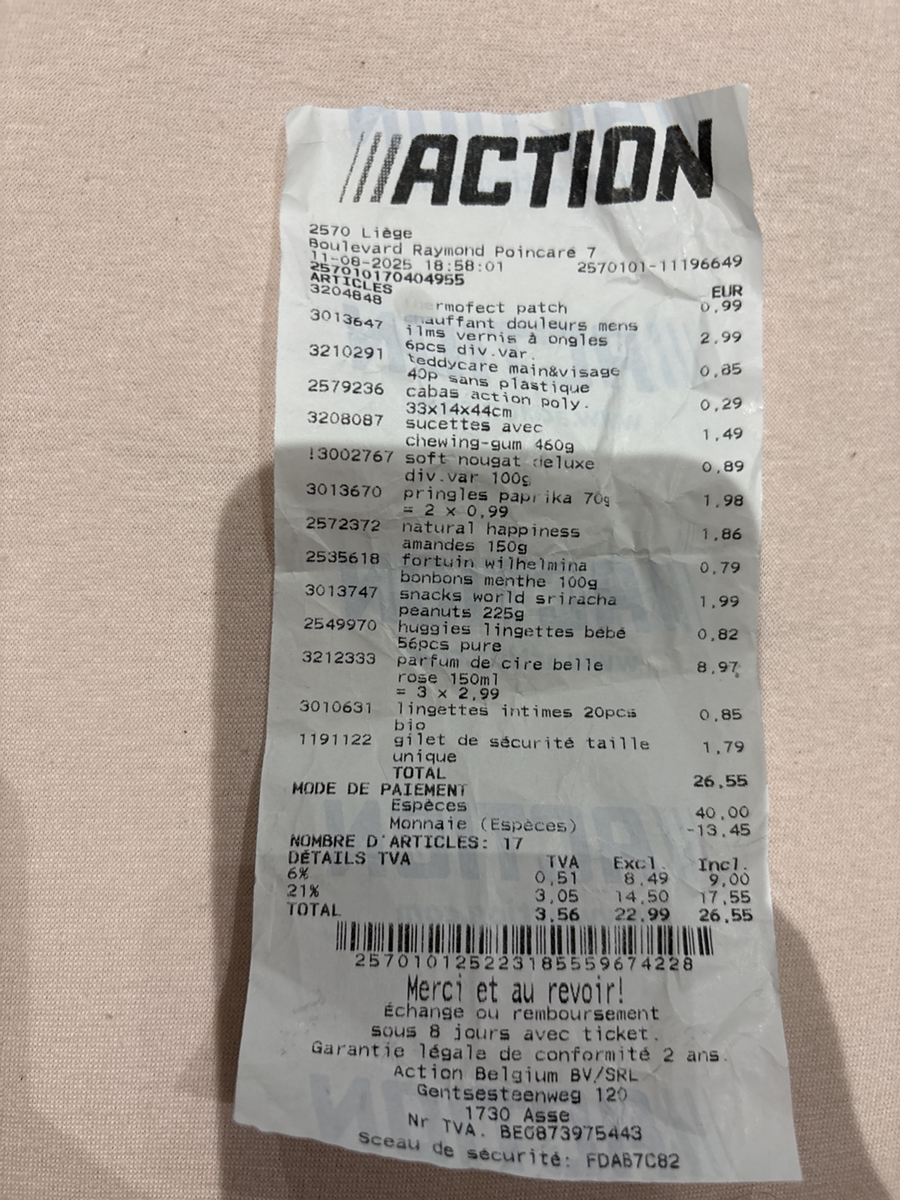 ACTION
2570 Liège
Boulevard Raymond Poincaré 7
11-08-2025 18:58:01 2570101-11196649
257010170404955
ARTICLES EUR
3204848 rmofect patch 0,99
chauffant douleurs mens
3013647 ilms vernis à ongles 2,99
6pcs div.var.
3210291 teddycare main&visage 0,85
40p sans plastique
2579236 cabas action poly. 0,29
33x14x44cm
3208087 sucettes avec 1,49
chewing-gum 460g
!3002767 soft nougat deluxe 0,89
div.var 100g
3013670 pringles paprika 70g 1,98
= 2 x 0,99
2572372 natural happiness 1,86
amandes 150g
2535618 fortuin wilhelmina 0,79
bonbons menthe 100g
3013747 snacks world sriracha 1,99
peanuts 225g
2549970 huggies lingettes bébé 0,82
56pcs pure
3212333 parfum de cire belle 8,97
rose 150ml
= 3 x 2,99
3010631 lingettes intimes 20pcs 0,85
bio
1191122 gilet de sécurité taille 1,79
unique
TOTAL 26,55
MODE DE PAIEMENT
Espèces 40,00
Monnaie (Espèces) -13,45
NOMBRE D'ARTICLES: 17
DÉTAILS TVA TVA Excl. Incl.
6% 0,51 8,49 9,00
21% 3,05 14,50 17,55
TOTAL 3,56 22,99 26,55
2570101252231855559674228
Merci et au revoir!
Échange ou remboursement
sous 8 jours avec ticket.
Garantie légale de conformité 2 ans.
Action Belgium BV/SRL
Gentsesteenweg 120
1730 Asse
Nr TVA. BE0873975443
Sceau de sécurité: FDAB7C82